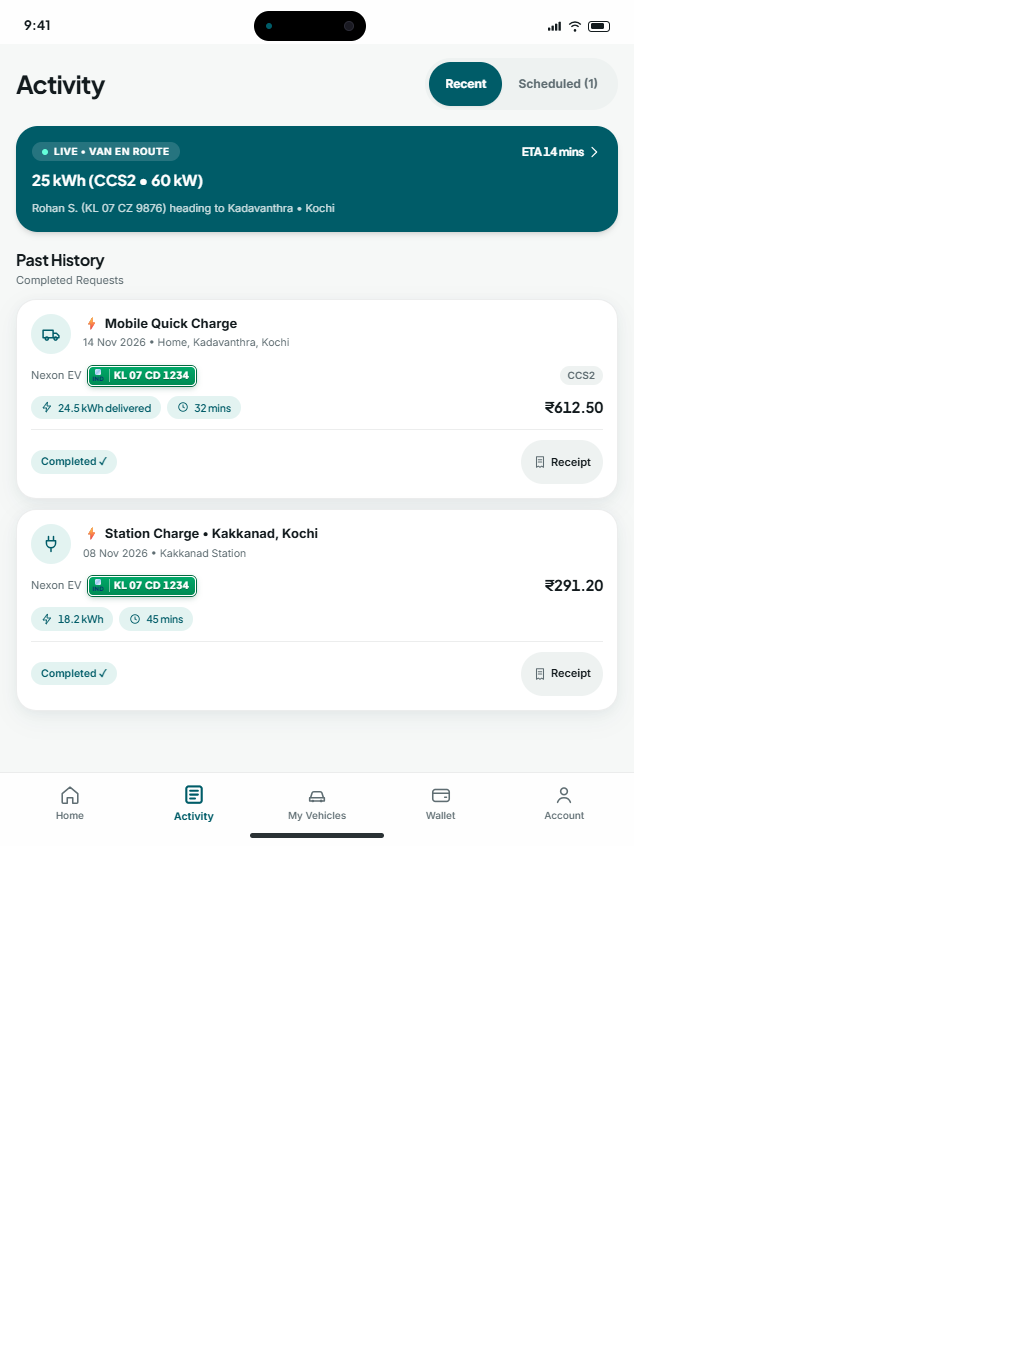 9:41
Activity
Recent
Scheduled (1)
LIVE • VAN EN ROUTE
ETA 14 mins
25 kWh (CCS2 • 60 kW)
Rohan S. (KL 07 CZ 9876) heading to Kadavanthra • Kochi
Past History
Completed Requests
Mobile Quick Charge
14 Nov 2026 • Home, Kadavanthra, Kochi
Nexon EV
KL 07 CD 1234
CCS2
24.5 kWh delivered
32 mins
₹612.50
Completed ✓
Receipt
Station Charge • Kakkanad, Kochi
08 Nov 2026 • Kakkanad Station
Nexon EV
KL 07 CD 1234
₹291.20
18.2 kWh
45 mins
Completed ✓
Receipt
Home
Activity
My Vehicles
Wallet
Account